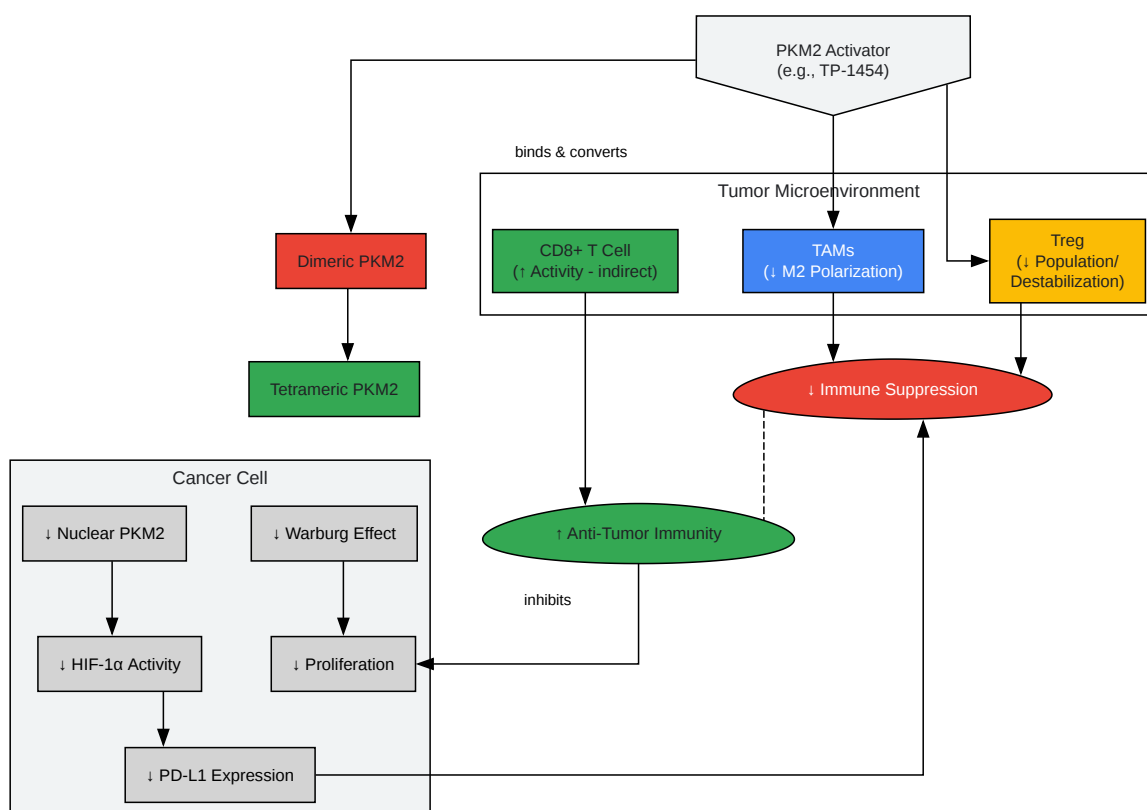 PKM2 Activator
(e.g., TP-1454)
binds & converts
Tumor Microenvironment
Dimeric PKM2
CD8+ T Cell
(↑ Activity - indirect)
TAMs
(↓ M2 Polarization)
Treg
(↓ Population/
Destabilization)
Tetrameric PKM2
↓ Immune Suppression
Cancer Cell
↓ Nuclear PKM2
↓ Warburg Effect
↑ Anti-Tumor Immunity
inhibits
↓ HIF-1α Activity
↓ Proliferation
↓ PD-L1 Expression